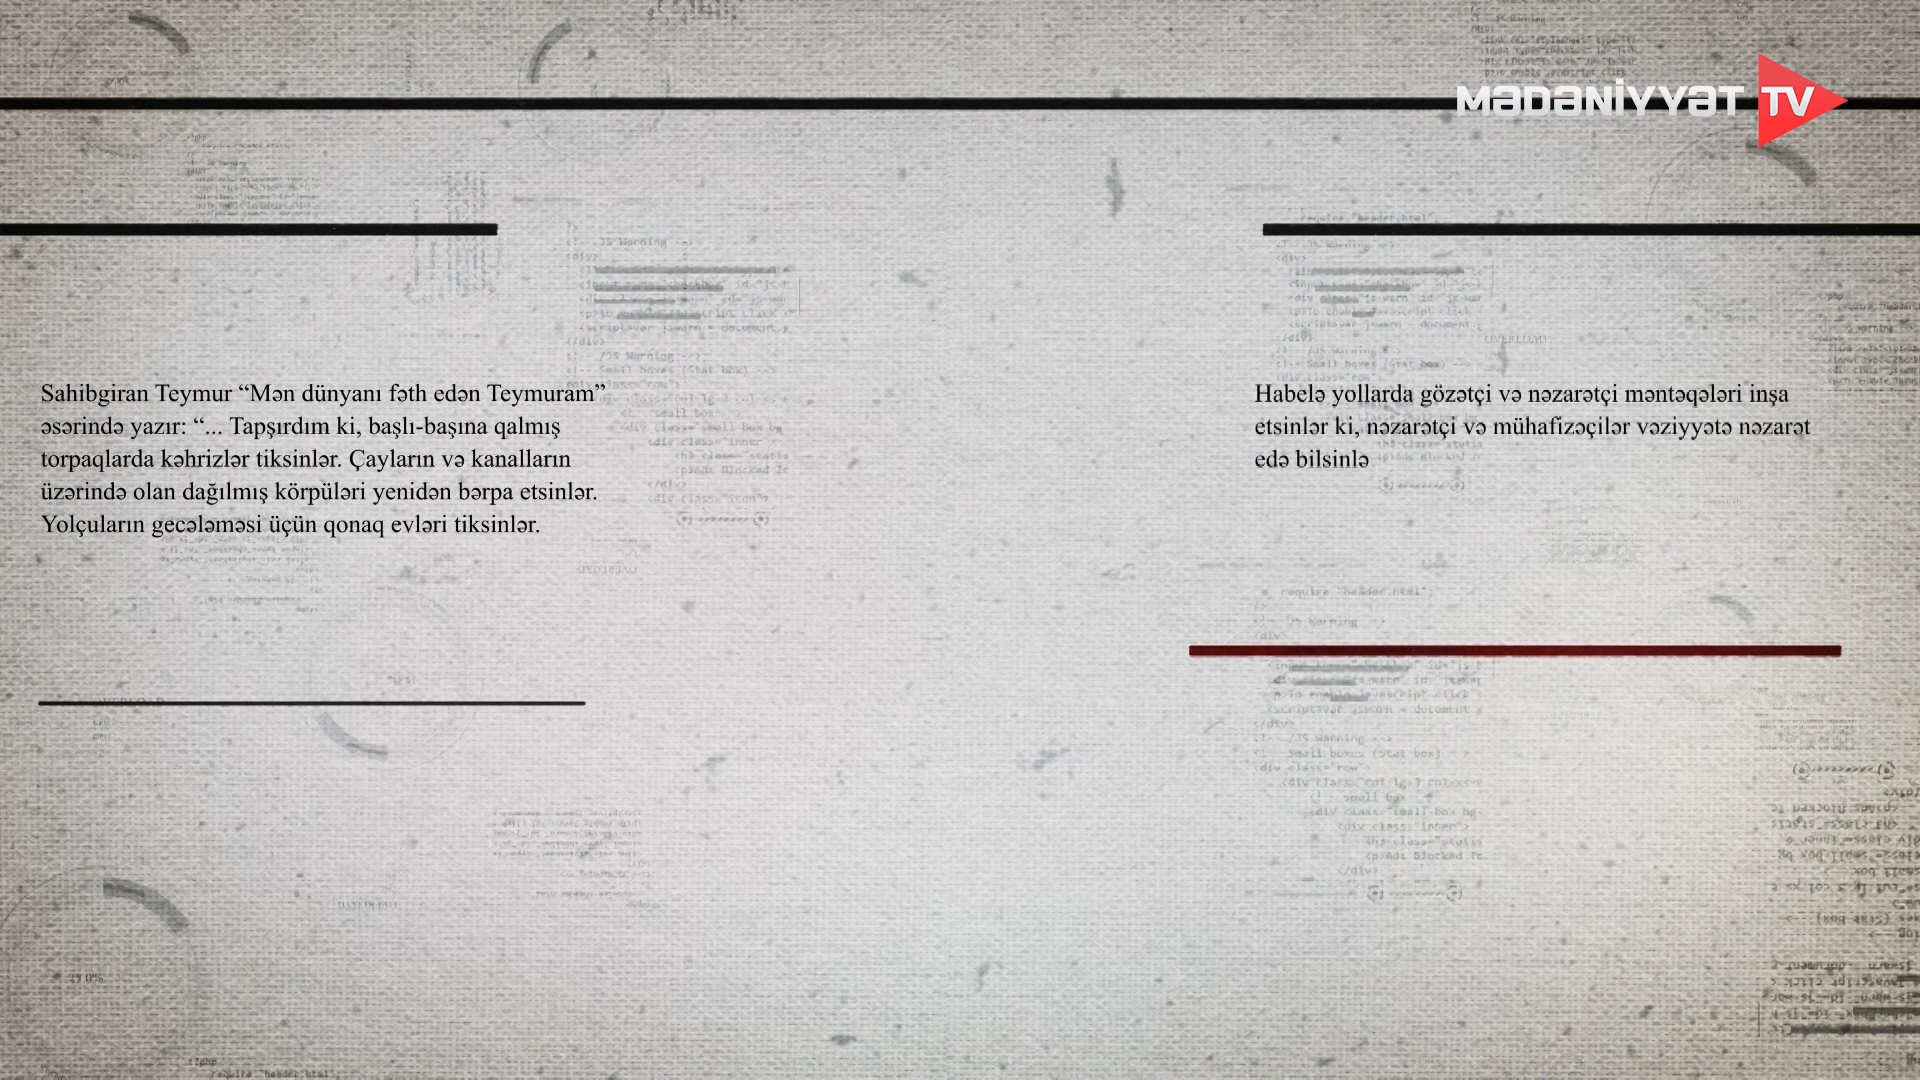 MƏDƏNİYYƏT TV
Sahibgiran Teymur “Mən dünyanı fəth edən Teymuram”
əsərində yazır: “... Tapşırdım ki, başlı-başına qalmış
torpaqlarda kəhrizlər tiksinlər. Çayların və kanalların
üzərində olan dağılmış körpüləri yenidən bərpa etsinlər.
Yolçuların gecələməsi üçün qonaq evləri tiksinlər.
Habelə yollarda gözətçi və nəzarətçi məntəqələri inşa
etsinlər ki, nəzarətçi və mühafizəçilər vəziyyətə nəzarət
edə bilsinlə